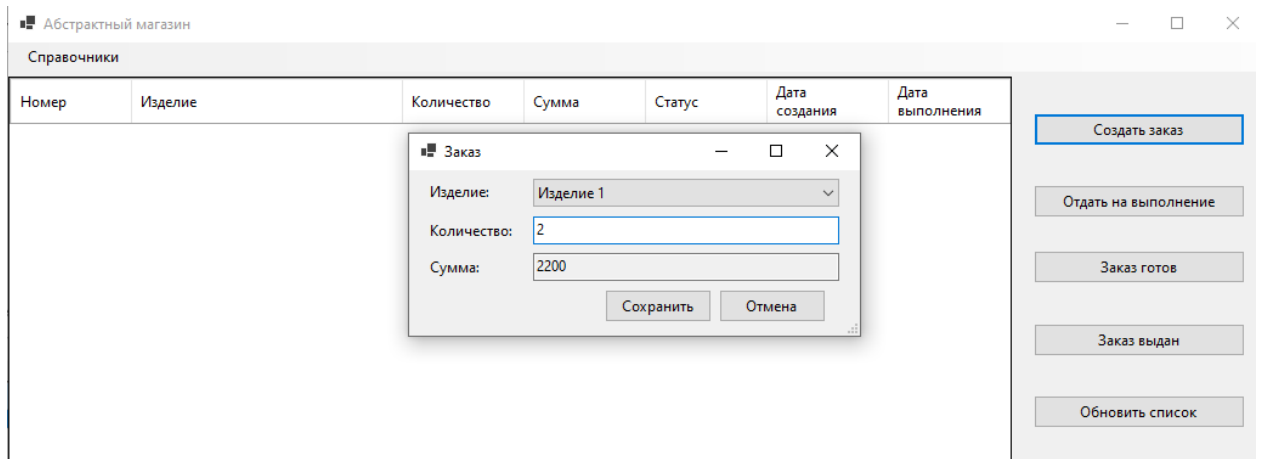 Абстрактный магазин
Справочники
Номер Изделие Количество Сумма Статус Дата создания Дата выполнения
Создать заказ
Заказ
Изделие: Изделие 1
Отдать на выполнение
Количество: 2
Сумма: 2200
Заказ готов
Сохранить Отмена
Заказ выдан
Обновить список